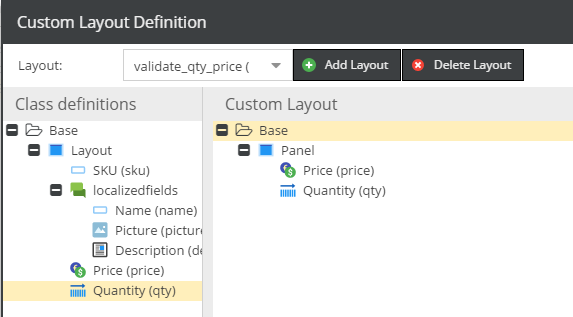 Custom Layout Definition
Layout:
validate_qty_price (
Add Layout
Delete Layout
Class definitions
Base
Layout
SKU (sku)
localizedfields
Name (name)
Picture (picture
Description (de
Price (price)
Quantity (qty)
Custom Layout
Base
Panel
Price (price)
Quantity (qty)